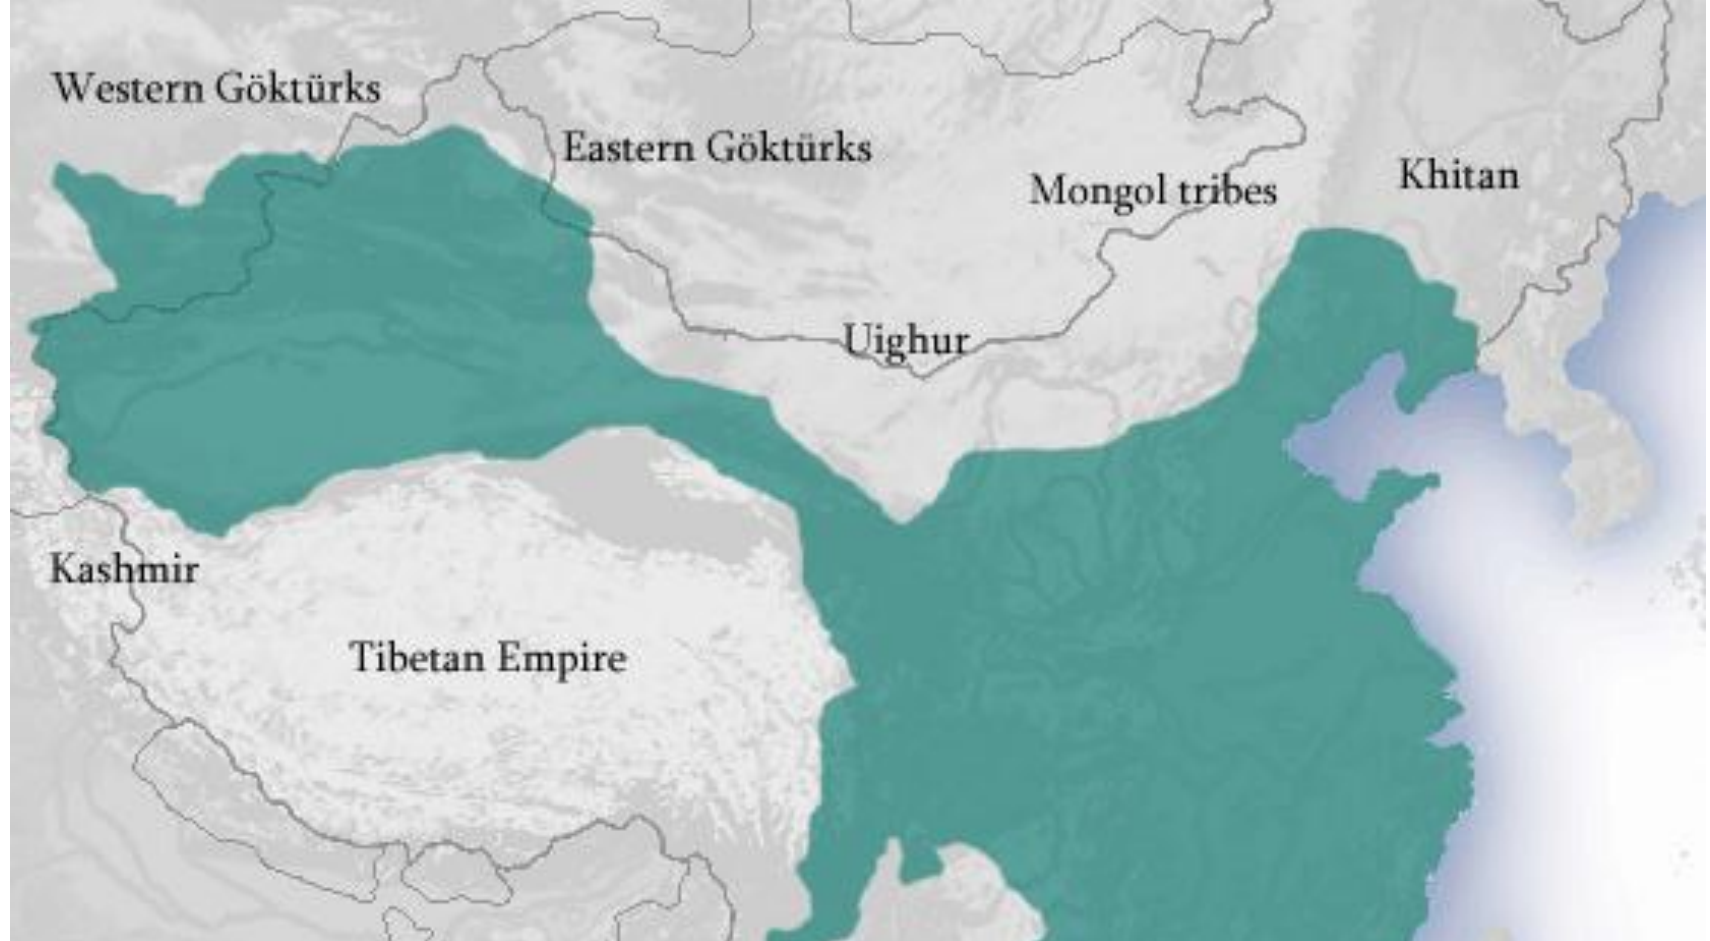 Western Göktürks
Eastern Göktürks
Mongol tribes
Khitan
Uighur
Kashmir
Tibetan Empire